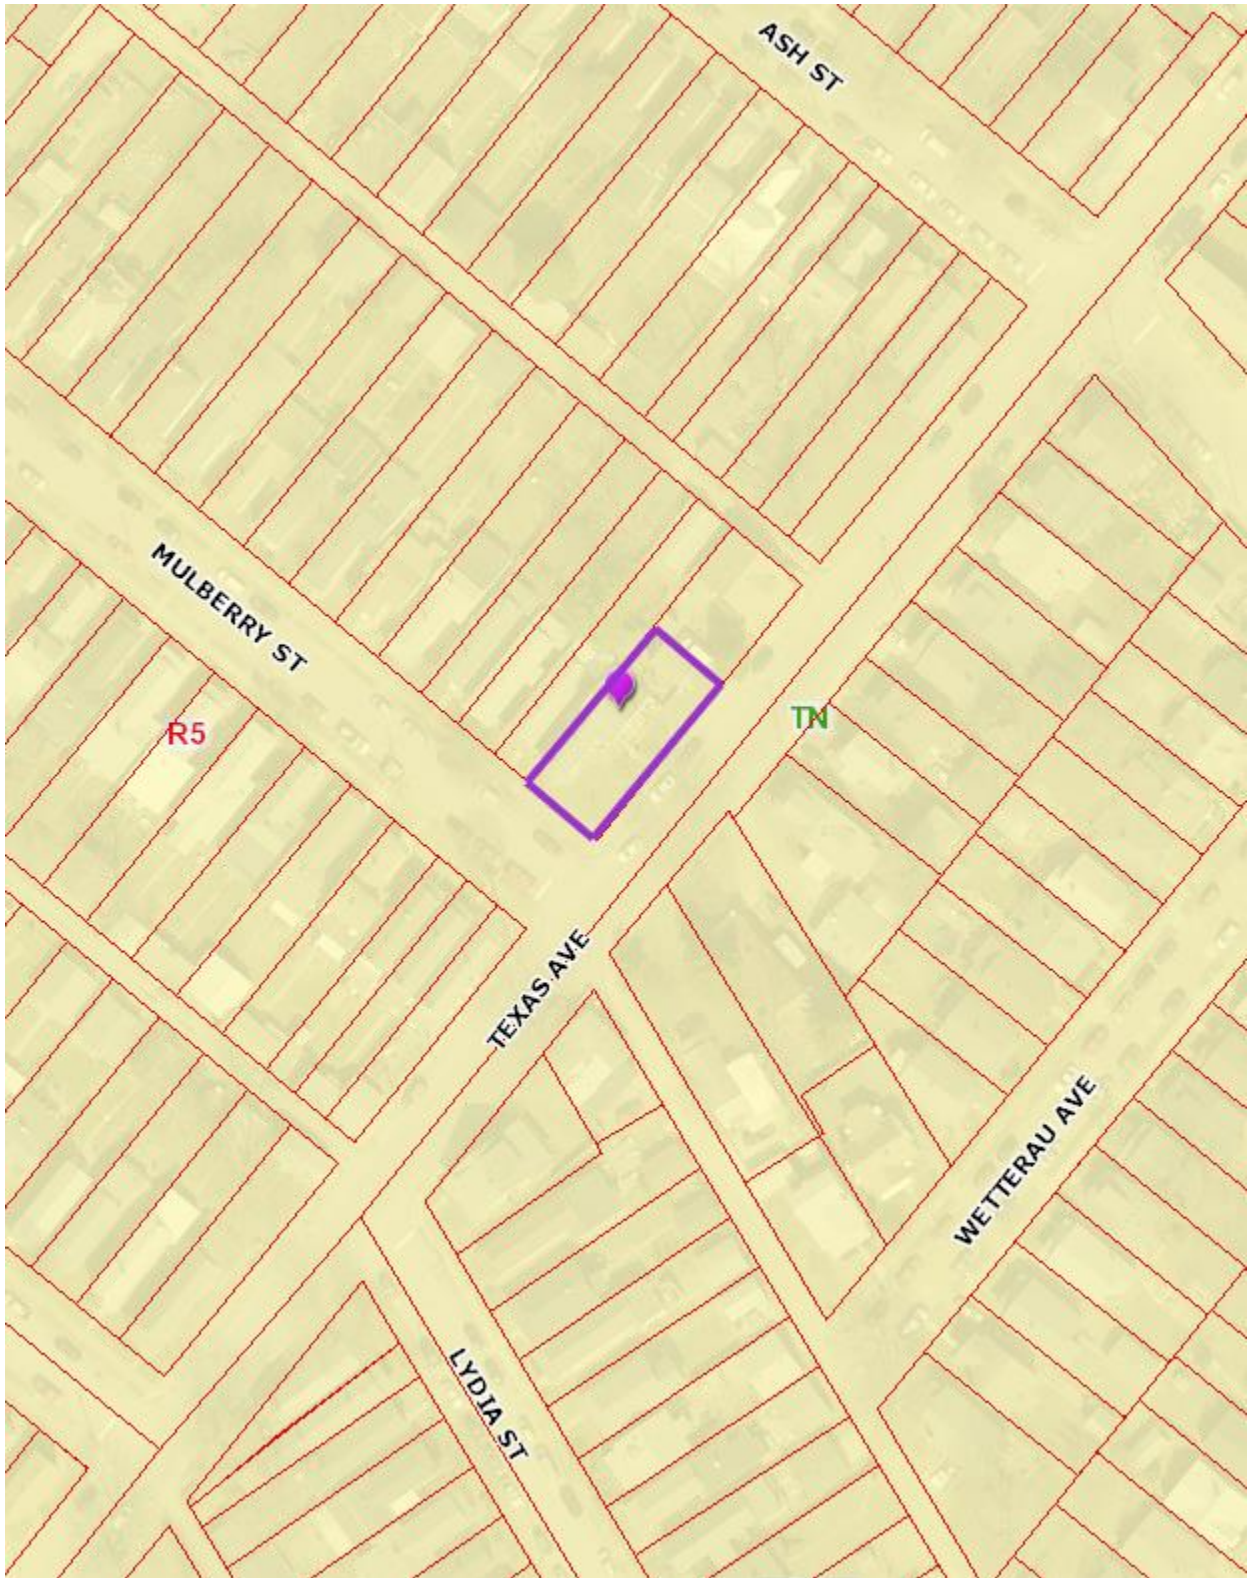 ASH ST
MULBERRY ST
R5
TN
TEXAS AVE
WETTERAU AVE
LYDIA ST